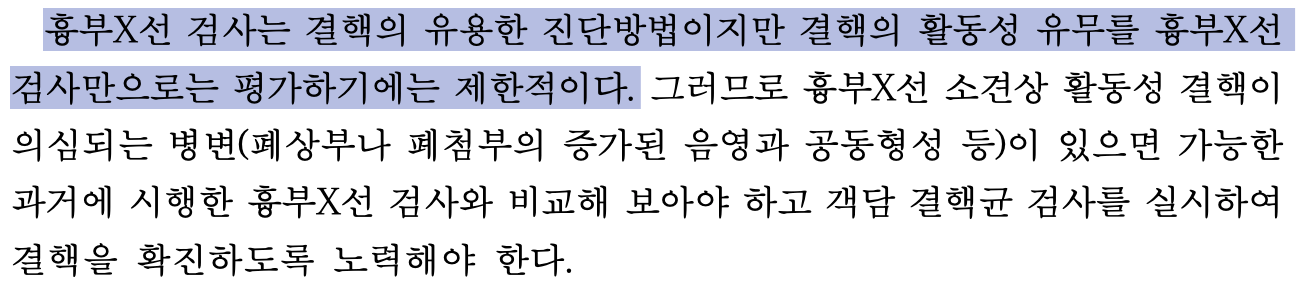 흉부X선 검사는 결핵의 유용한 진단방법이지만 결핵의 활동성 유무를 흉부X선
검사만으로는 평가하기에는 제한적이다. 그러므로 흉부X선 소견상 활동성 결핵이
의심되는 병변(폐상부나 폐첨부의 증가된 음영과 공동형성 등)이 있으면 가능한
과거에 시행한 흉부X선 검사와 비교해 보아야 하고 객담 결핵균 검사를 실시하여
결핵을 확진하도록 노력해야 한다.